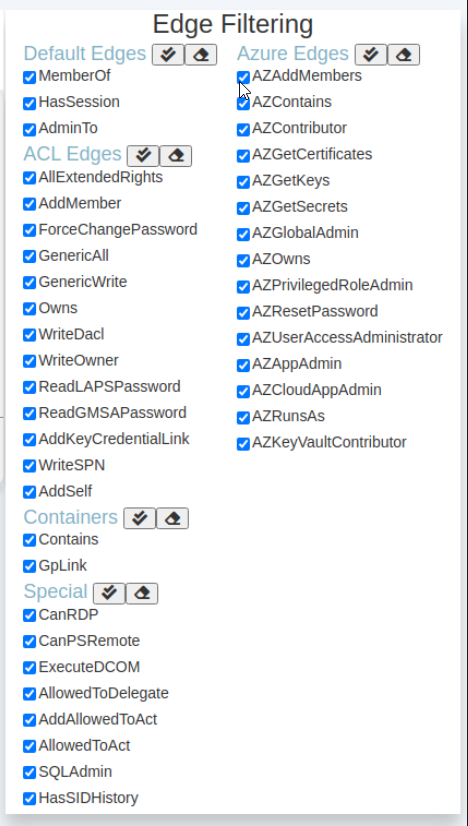 Edge Filtering
Default Edges
MemberOf
HasSession
AdminTo
ACL Edges
AllExtendedRights
AddMember
ForceChangePassword
GenericAll
GenericWrite
Owns
WriteDacl
WriteOwner
ReadLAPSPassword
ReadGMSAPassword
AddKeyCredentialLink
WriteSPN
AddSelf
Containers
Contains
GpLink
Special
CanRDP
CanPSRemote
ExecuteDCOM
AllowedToDelegate
AddAllowedToAct
AllowedToAct
SQLAdmin
HasSIDHistory
Azure Edges
AZAddMembers
AZContains
AZContributor
AZGetCertificates
AZGetKeys
AZGetSecrets
AZGlobalAdmin
AZOwns
AZPrivilegedRoleAdmin
AZResetPassword
AZUserAccessAdministrator
AZAppAdmin
AZCloudAppAdmin
AZRunsAs
AZKeyVaultContributor